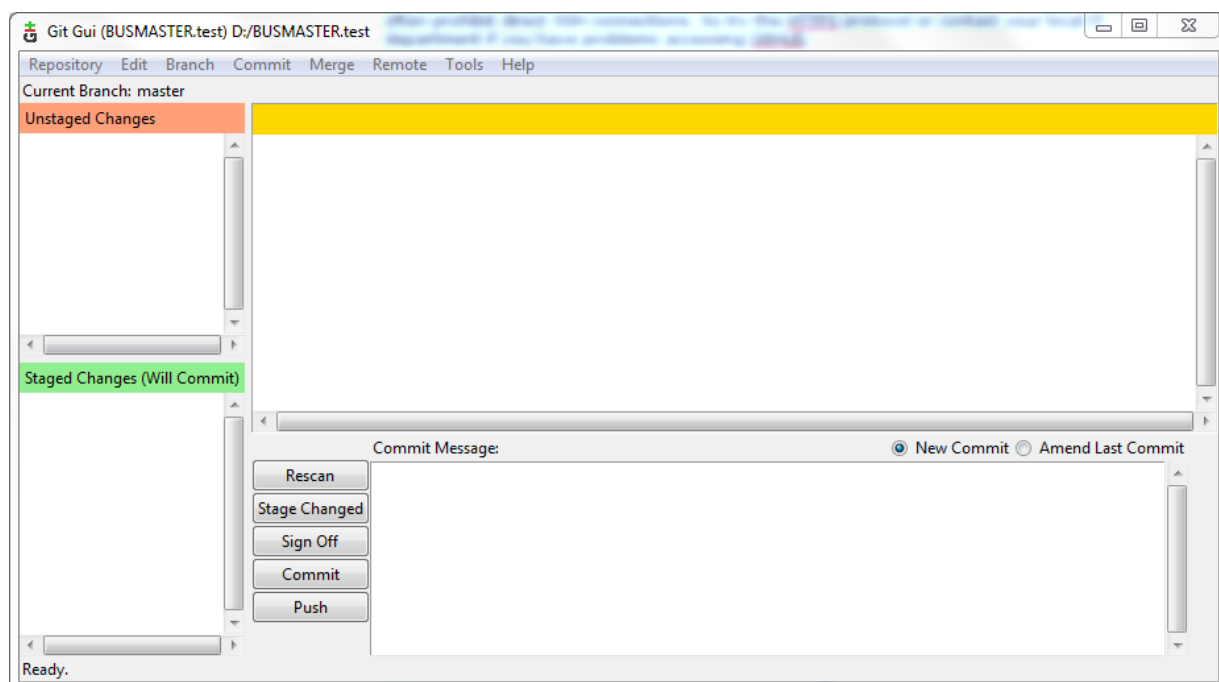 Git Gui (BUSMASTER.test) D:/BUSMASTER.test
Repository Edit Branch Commit Merge Remote Tools Help
Current Branch: master
Unstaged Changes
Staged Changes (Will Commit)
Commit Message:
New Commit Amend Last Commit
Rescan
Stage Changed
Sign Off
Commit
Push
Ready.